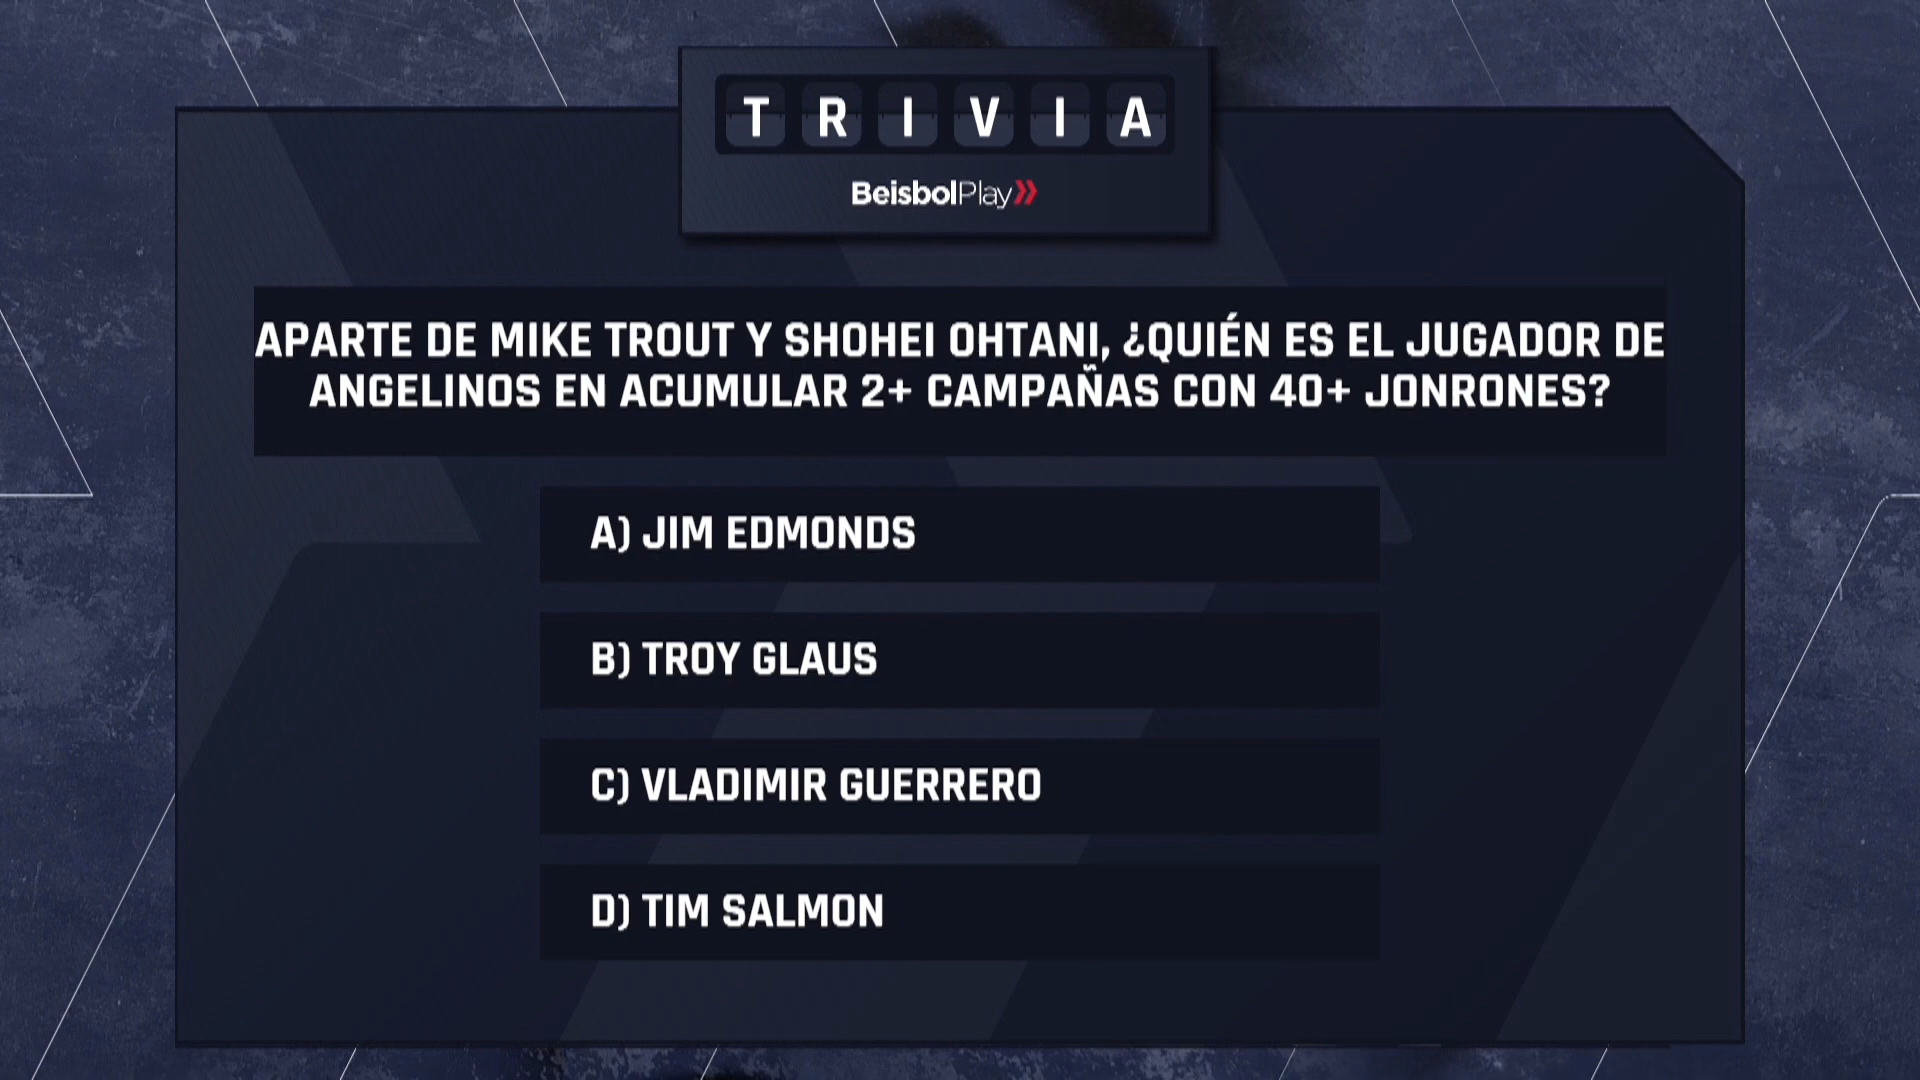 TRIVIA
BeisbolPlay
APARTE DE MIKE TROUT Y SHOHEI OHTANI, ¿QUIÉN ES EL JUGADOR DE
ANGELINOS EN ACUMULAR 2+ CAMPAÑAS CON 40+ JONRONES?
A) JIM EDMONDS
B) TROY GLAUS
C) VLADIMIR GUERRERO
D) TIM SALMON